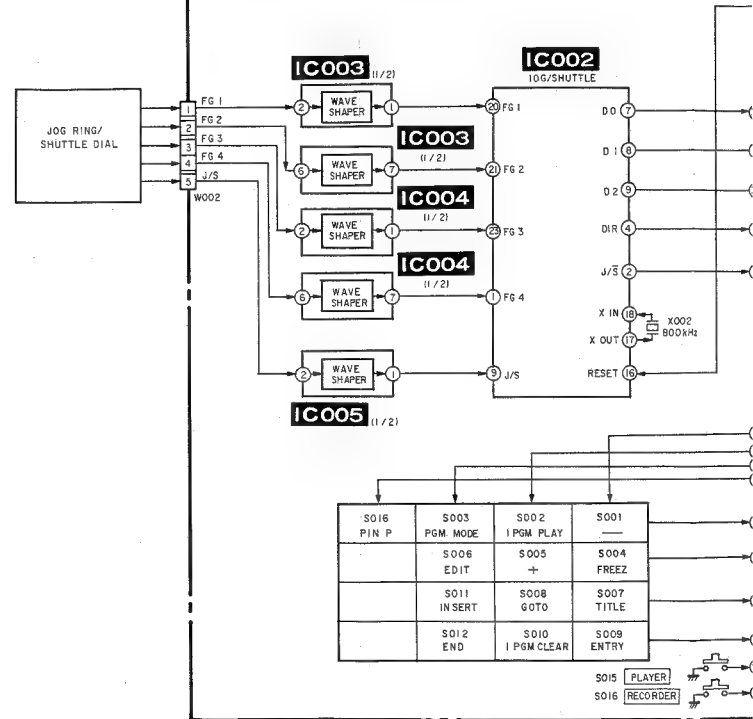 IC003 (1/2)
IC002
JOG/SHUTTLE
JOG RING/
SHUTTLE DIAL
1 FG 1
2 FG 2
3 FG 3
4 FG 4
5 J/S
W002
2 WAVE SHAPER 1
IC003
(1/2)
6 WAVE SHAPER 7
IC004
(1/2)
2 WAVE SHAPER 1
IC004
(1/2)
6 WAVE SHAPER 7
2 WAVE SHAPER 1
IC005 (1/2)
20 FG 1
21 FG 2
23 FG 3
1 FG 4
9 J/S
D0 7
D1 8
D2 9
DIR 4
J/S 2
X IN 18
X002
800kHz
X OUT 17
RESET 16
S016 S003 S002 S001
PIN P PGM. MODE 1 PGM PLAY —
S006 S005 S004
EDIT + FREEZ
S011 S008 S007
INSERT GOTO TITLE
S012 S010 S009
END 1 PGM CLEAR ENTRY
S015 PLAYER
S016 RECORDER